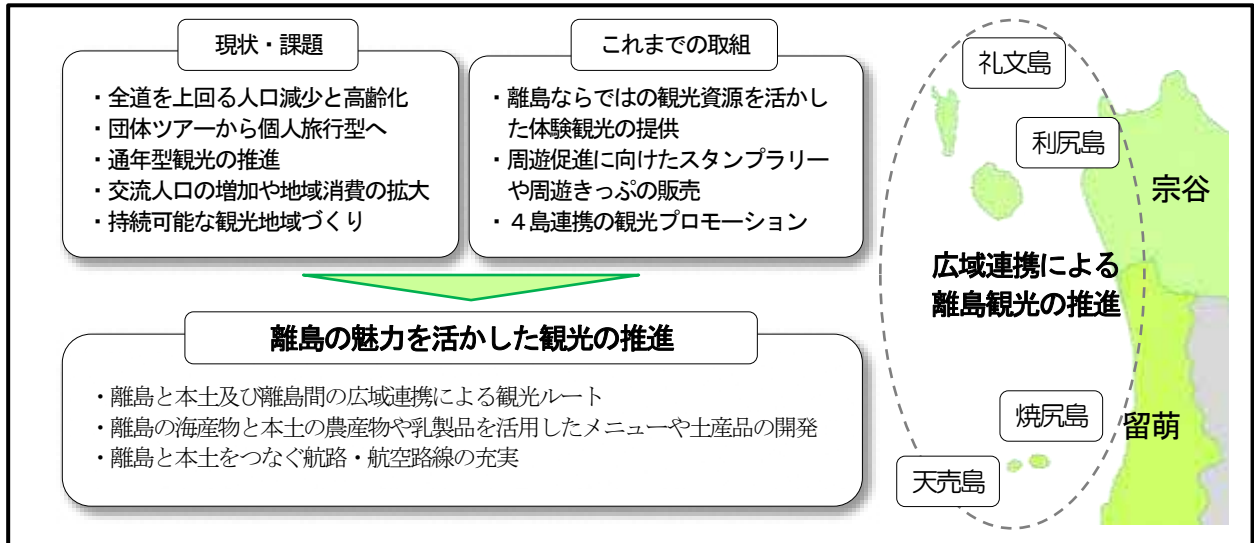 現状・課題
・全道を上回る人口減少と高齢化
・団体ツアーから個人旅行型へ
・通年型観光の推進
・交流人口の増加や地域消費の拡大
・持続可能な観光地域づくり
これまでの取組
・離島ならではの観光資源を活かし
た体験観光の提供
・周遊促進に向けたスタンプラリー
や周遊きっぷの販売
・４島連携の観光プロモーション
離島の魅力を活かした観光の推進
・離島と本土及び離島間の広域連携による観光ルート
・離島の海産物と本土の農産物や乳製品を活用したメニューや土産品の開発
・離島と本土をつなぐ航路・航空路線の充実
礼文島
利尻島
宗谷
広域連携による
離島観光の推進
焼尻島
留萌
天売島